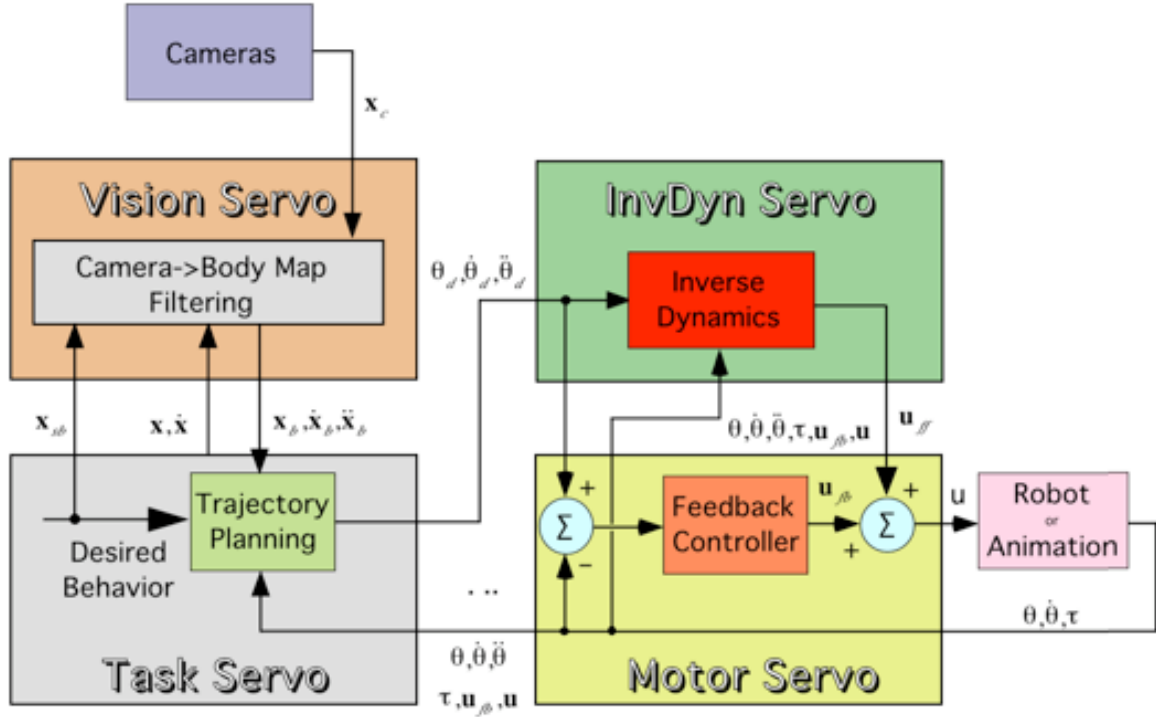 Cameras
x_c
Vision Servo
Camera->Body Map
Filtering
InvDyn Servo
Inverse
Dynamics
θ_d, θ̇_d, θ̈_d
x_sb
x, ẋ
x_b, ẋ_b, ẍ_b
θ, θ̇, θ̈, τ, u_fb, u
u_ff
Trajectory
Planning
Desired
Behavior
Task Servo
+
Σ
−
Feedback
Controller
u_fb
+
+
Σ
u
Robot
or
Animation
. ..
θ, θ̇, θ̈
τ, u_fb, u
θ, θ̇, τ
Motor Servo